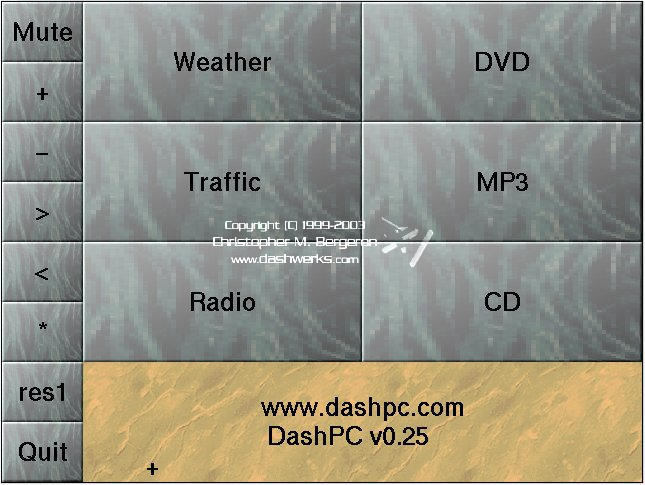 Mute
+
-
>
<
*
res1
Quit
Weather
DVD
Traffic
MP3
Copyright (C) 1999-2003
Christopher M. Bergeron
www.dashwerks.com
Radio
CD
www.dashpc.com
DashPC v0.25
+